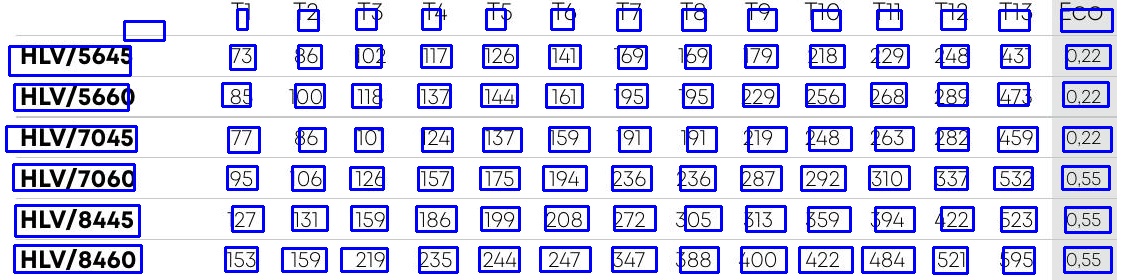 T1 T2 T3 T4 T5 T6 T7 T8 T9 T10 T11 T12 T13 ECO
HLV/5645 73 86 102 117 126 141 169 169 179 218 229 248 431 0,22
HLV/5660 85 100 118 137 144 161 195 195 229 256 268 289 473 0,22
HLV/7045 77 86 101 124 137 159 191 191 219 248 263 282 459 0,22
HLV/7060 95 106 126 157 175 194 236 236 287 292 310 337 532 0,55
HLV/8445 127 131 159 186 199 208 272 305 313 359 394 422 523 0,55
HLV/8460 153 159 219 235 244 247 347 388 400 422 484 521 595 0,55